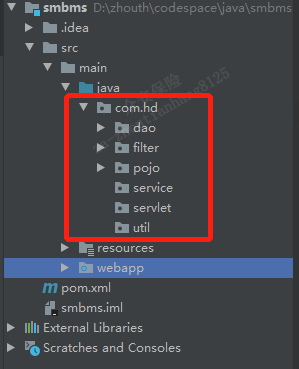 smbms D:\zhouth\codespace\java\smbms
.idea
src
main
java
com.hd
dao
filter
pojo
service
servlet
util
resources
webapp
pom.xml
smbms.iml
External Libraries
Scratches and Consoles